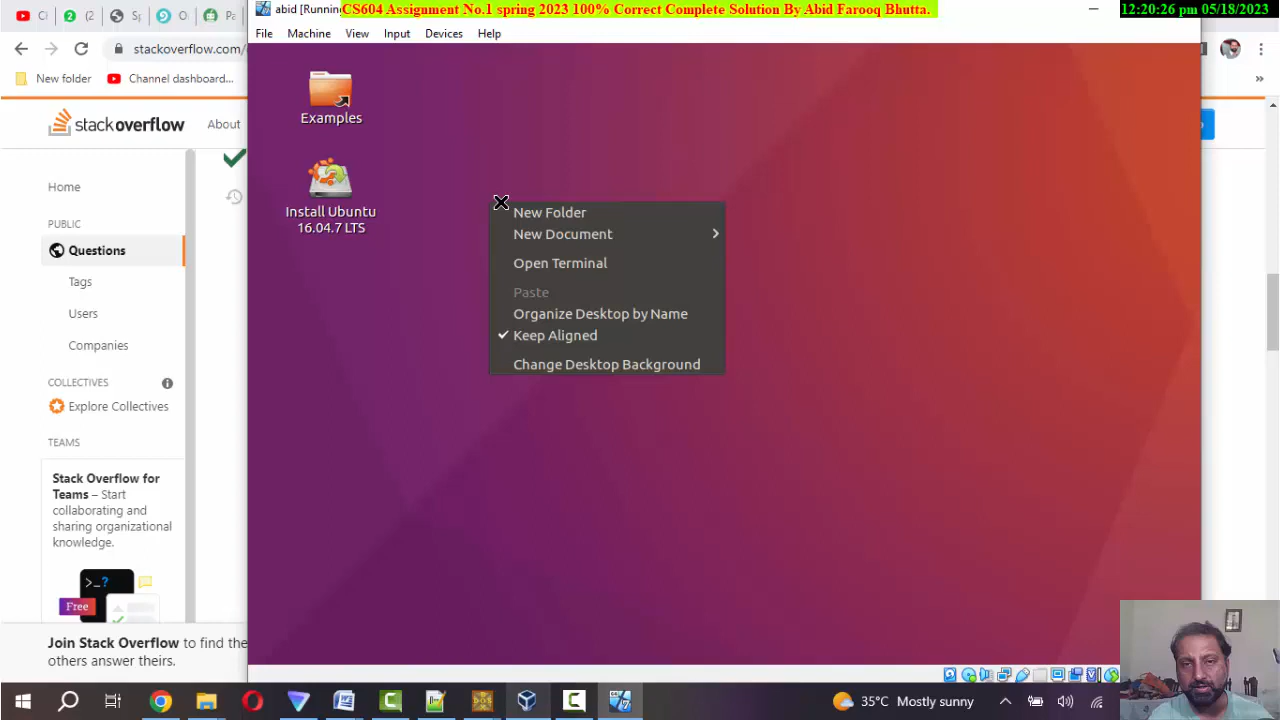 CS604 Assignment No.1 spring 2023 100% Correct Complete Solution By Abid Farooq Bhutta.
12:20:26 pm 05/18/2023
abid [Running
File Machine View Input Devices Help
stackoverflow.com/
New folder
Channel dashboard...
»
stackoverflow
About
Home
PUBLIC
Questions
Tags
Users
Companies
COLLECTIVES
Explore Collectives
TEAMS
Stack Overflow for
Teams – Start
collaborating and
sharing organizational
knowledge.
>_?
Free
Join Stack Overflow to find the
others answer theirs.
Examples
Install Ubuntu
16.04.7 LTS
New Folder
New Document
Open Terminal
Paste
Organize Desktop by Name
Keep Aligned
Change Desktop Background
35°C Mostly sunny